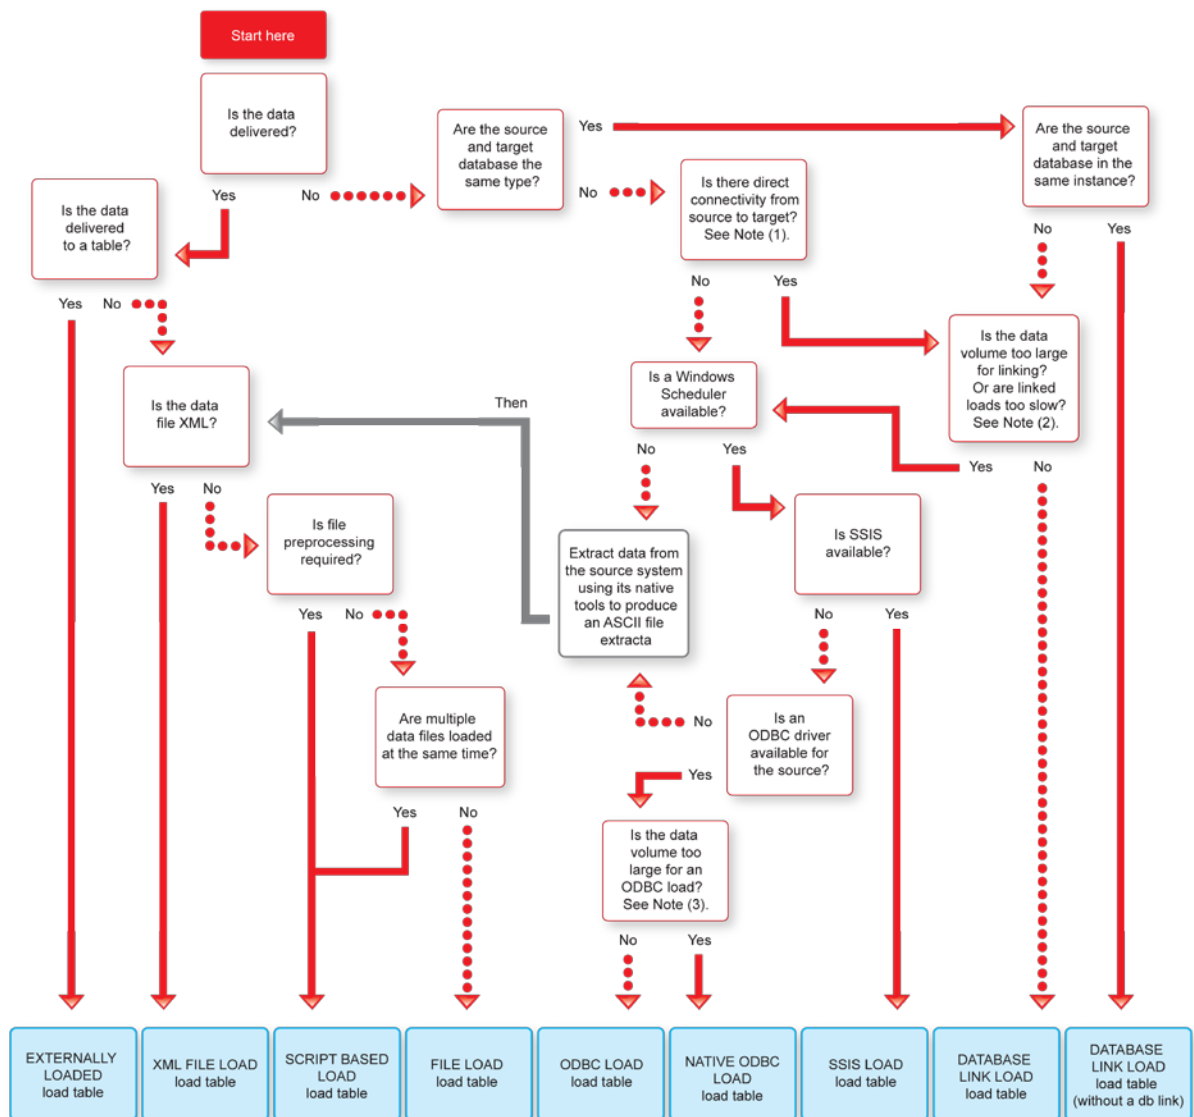 Start here
Is the data
delivered?
Yes
No
Are the source
and target
database the
same type?
Yes
No
Are the source
and target
database in the
same instance?
No
Yes
Is there direct
connectivity from
source to target?
See Note (1).
No
Yes
Is the data
delivered
to a table?
Yes
No
Is the data
volume too large
for linking?
Or are linked
loads too slow?
See Note (2).
Yes
No
Is a Windows
Scheduler
available?
No
Yes
Then
Is the data
file XML?
Yes
No
Is file
preprocessing
required?
Yes
No
Extract data from
the source system
using its native
tools to produce
an ASCII file
extracta
Is SSIS
available?
No
Yes
Are multiple
data files loaded
at the same time?
Yes
No
Is an
ODBC driver
available for
the source?
No
Yes
Is the data
volume too
large for an
ODBC load?
See Note (3).
No
Yes
EXTERNALLY
LOADED
load table
XML FILE LOAD
load table
SCRIPT BASED
LOAD
load table
FILE LOAD
load table
ODBC LOAD
load table
NATIVE ODBC
LOAD
load table
SSIS LOAD
load table
DATABASE
LINK LOAD
load table
DATABASE
LINK LOAD
load table
(without a db link)